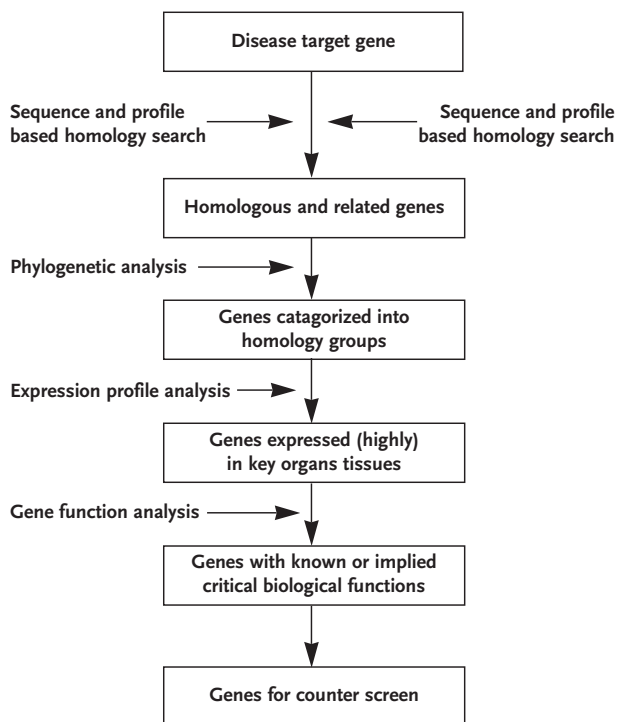 Disease target gene
Sequence and profile
based homology search
Sequence and profile
based homology search
Homologous and related genes
Phylogenetic analysis
Genes catagorized into
homology groups
Expression profile analysis
Genes expressed (highly)
in key organs tissues
Gene function analysis
Genes with known or implied
critical biological functions
Genes for counter screen